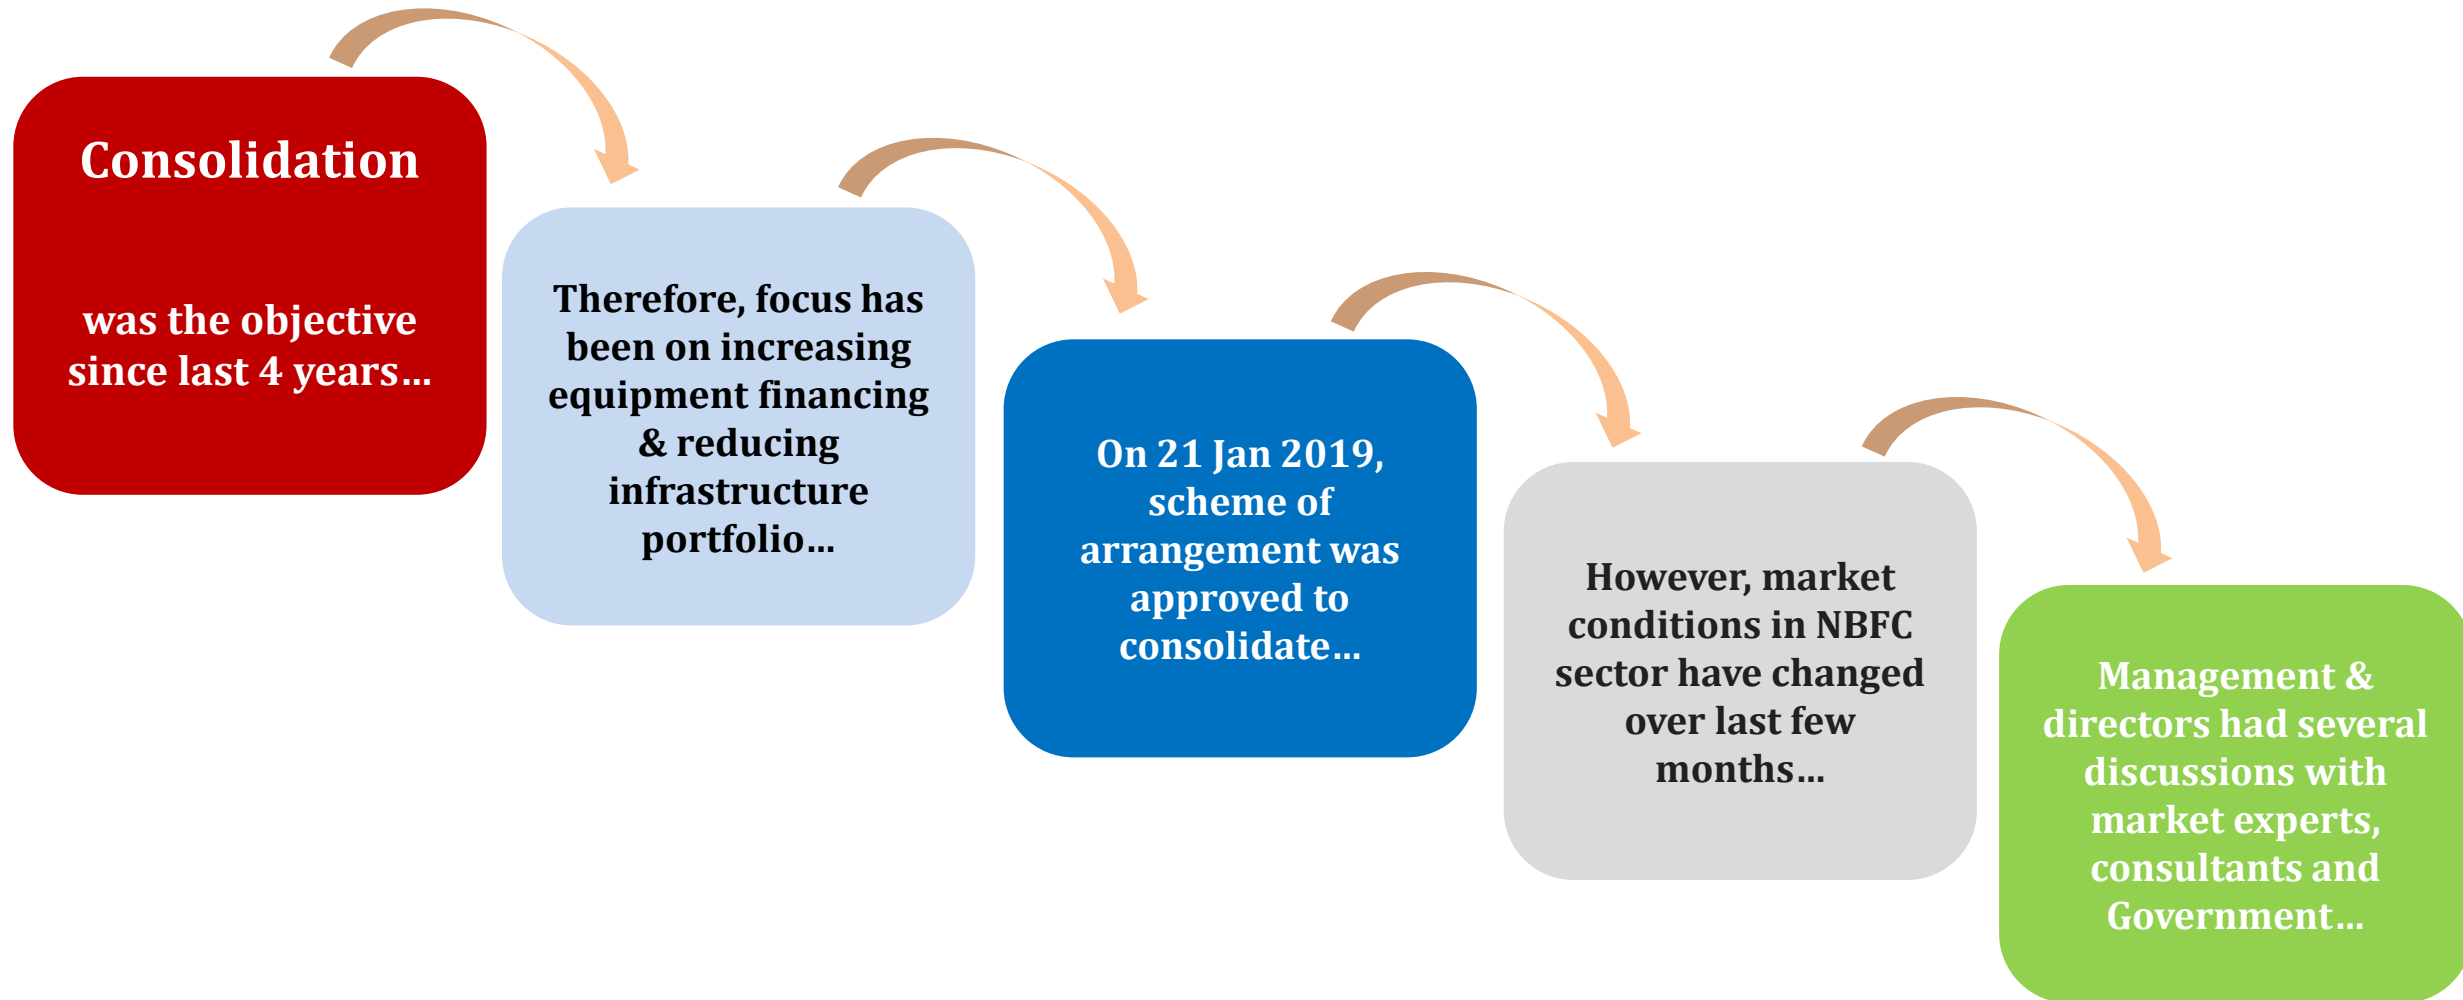 Consolidation
was the objective
since last 4 years…
Therefore, focus has
been on increasing
equipment financing
& reducing
infrastructure
portfolio…
On 21 Jan 2019,
scheme of
arrangement was
approved to
consolidate…
However, market
conditions in NBFC
sector have changed
over last few
months…
Management &
directors had several
discussions with
market experts,
consultants and
Government…